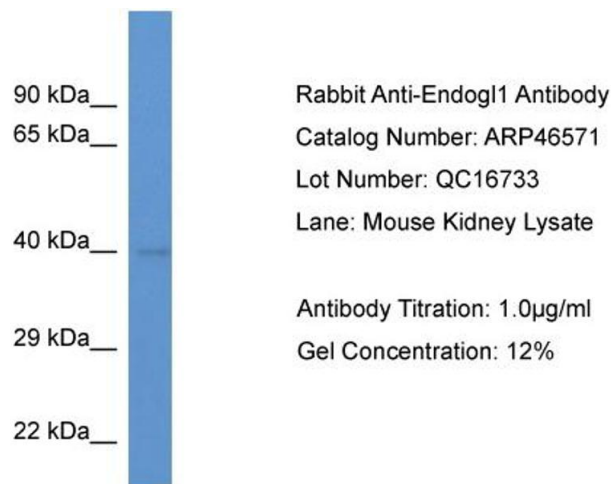 90 kDa
65 kDa
40 kDa
29 kDa
22 kDa
Rabbit Anti-Endogl1 Antibody
Catalog Number: ARP46571
Lot Number: QC16733
Lane: Mouse Kidney Lysate
Antibody Titration: 1.0µg/ml
Gel Concentration: 12%